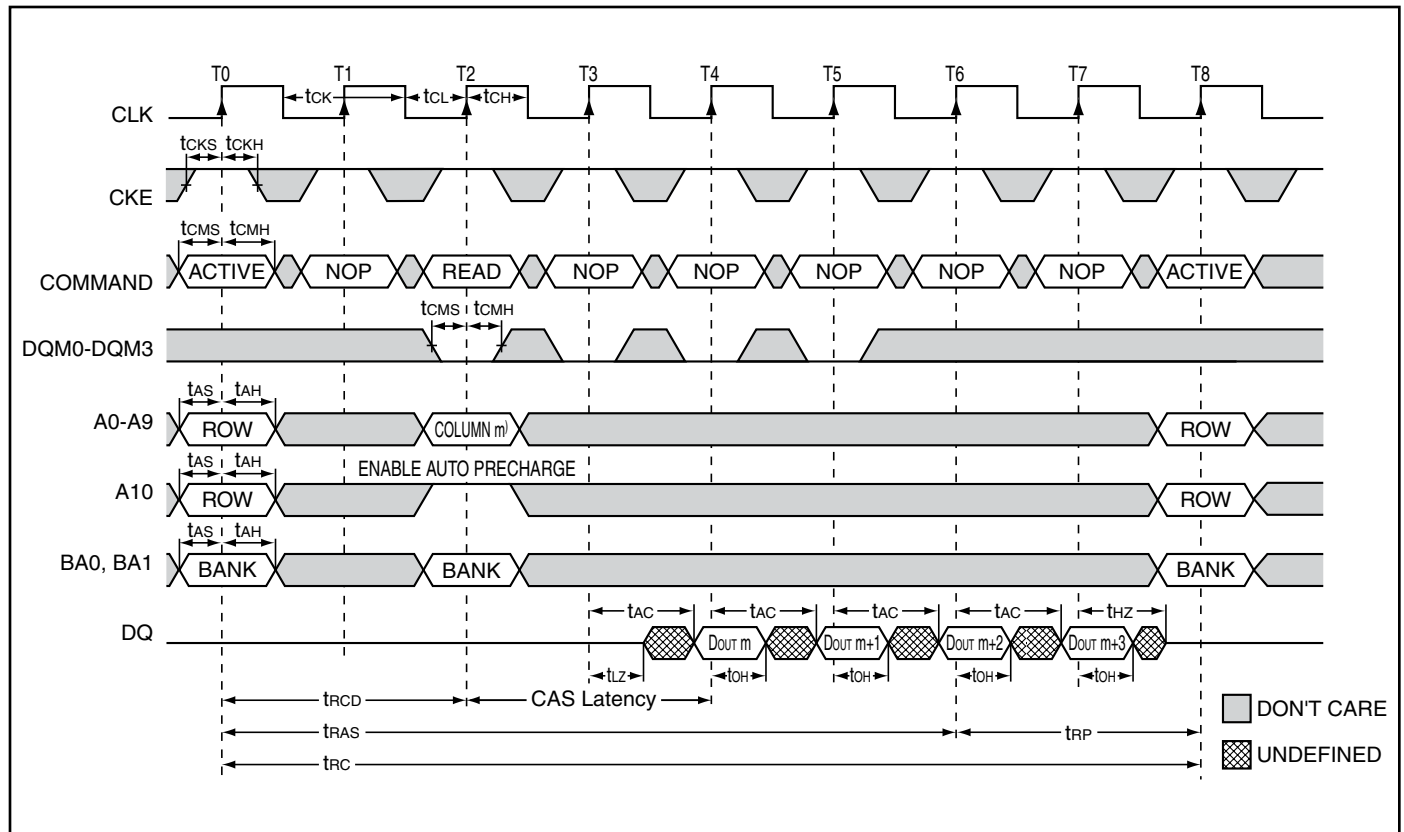 T0 T1 T2 T3 T4 T5 T6 T7 T8
tCK tCL tCH
CLK
tCKS tCKH
CKE
tCMS tCMH
COMMAND ACTIVE NOP READ NOP NOP NOP NOP NOP ACTIVE
tCMS tCMH
DQM0-DQM3
tAS tAH
A0-A9 ROW COLUMN m) ROW
tAS tAH ENABLE AUTO PRECHARGE
A10 ROW ROW
tAS tAH
BA0, BA1 BANK BANK BANK
tAC tAC tAC tAC tHZ
DQ DOUT m DOUT m+1 DOUT m+2 DOUT m+3
tLZ tOH tOH tOH tOH
tRCD CAS Latency
DON'T CARE
tRAS tRP
UNDEFINED
tRC